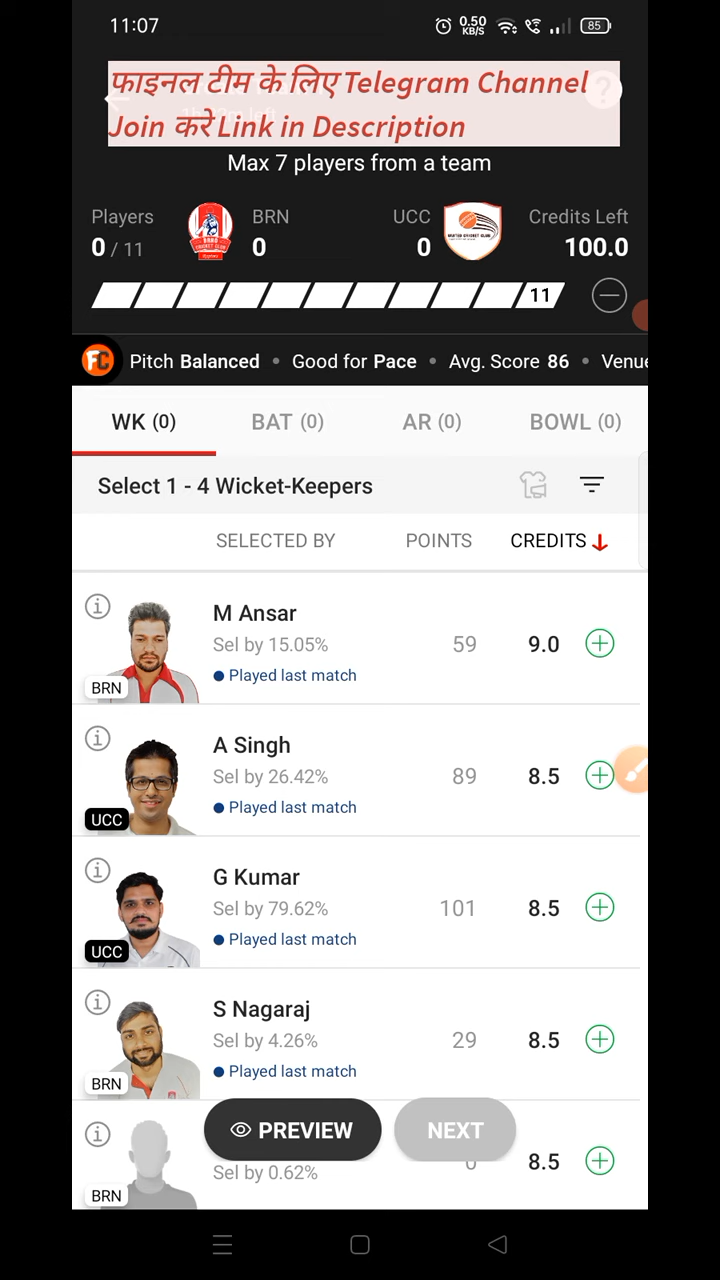 11:07
0.50
KB/S
85
फाइनल टीम के लिए Telegram Channel
Join करे Link in Description
Max 7 players from a team
Players
BRN
UCC
Credits Left
0 / 11
0
0
100.0
11
FC
Pitch Balanced • Good for Pace • Avg. Score 86 • Venue
WK (0)
BAT (0)
AR (0)
BOWL (0)
Select 1 - 4 Wicket-Keepers
SELECTED BY
POINTS
CREDITS
M Ansar
Sel by 15.05%
59
9.0
Played last match
BRN
A Singh
Sel by 26.42%
89
8.5
Played last match
UCC
G Kumar
Sel by 79.62%
101
8.5
Played last match
UCC
S Nagaraj
Sel by 4.26%
29
8.5
Played last match
BRN
PREVIEW
NEXT
Sel by 0.62%
0
8.5
BRN